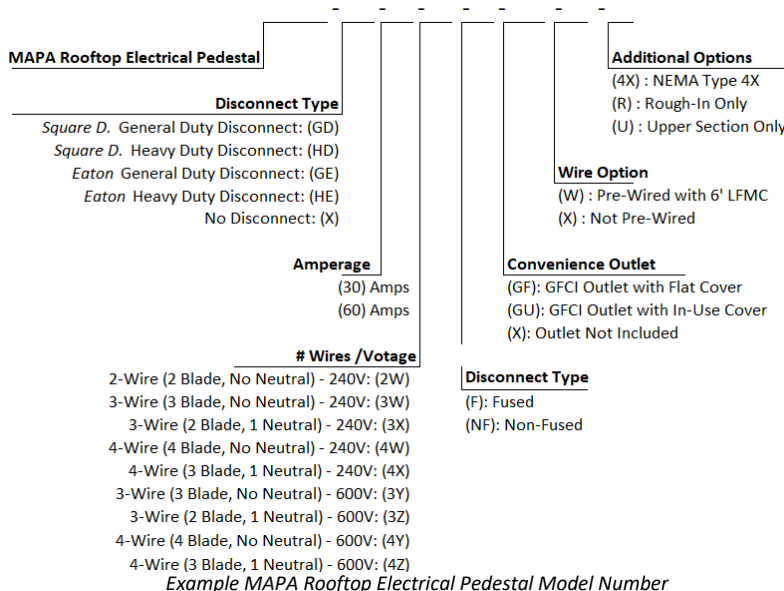 - - - - - - -
MAPA Rooftop Electrical Pedestal
Additional Options
(4X) : NEMA Type 4X
(R) : Rough-In Only
(U) : Upper Section Only
Disconnect Type
Square D. General Duty Disconnect: (GD)
Square D. Heavy Duty Disconnect: (HD)
Eaton General Duty Disconnect: (GE)
Eaton Heavy Duty Disconnect: (HE)
No Disconnect: (X)
Wire Option
(W) : Pre-Wired with 6' LFMC
(X) : Not Pre-Wired
Amperage
(30) Amps
(60) Amps
Convenience Outlet
(GF): GFCI Outlet with Flat Cover
(GU): GFCI Outlet with In-Use Cover
(X): Outlet Not Included
# Wires /Votage
2-Wire (2 Blade, No Neutral) - 240V: (2W)
3-Wire (3 Blade, No Neutral) - 240V: (3W)
3-Wire (2 Blade, 1 Neutral) - 240V: (3X)
4-Wire (4 Blade, No Neutral) - 240V: (4W)
4-Wire (3 Blade, 1 Neutral) - 240V: (4X)
3-Wire (3 Blade, No Neutral) - 600V: (3Y)
3-Wire (2 Blade, 1 Neutral) - 600V: (3Z)
4-Wire (4 Blade, No Neutral) - 600V: (4Y)
4-Wire (3 Blade, 1 Neutral) - 600V: (4Z)
Disconnect Type
(F): Fused
(NF): Non-Fused
Example MAPA Rooftop Electrical Pedestal Model Number